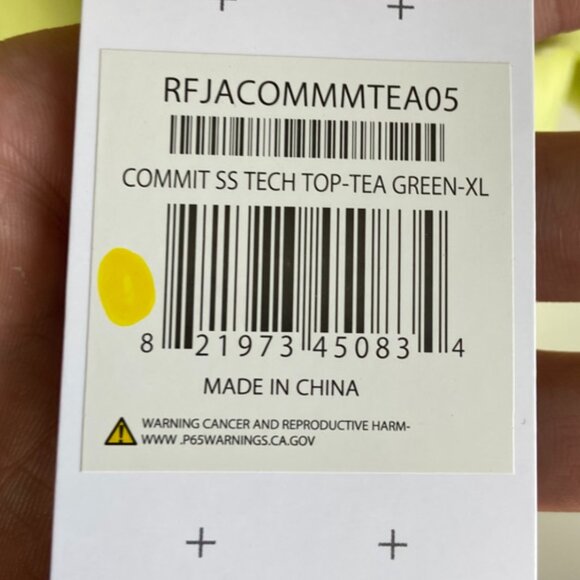 RFJACOMMMTEA05
COMMIT SS TECH TOP-TEA GREEN-XL
8 21973 45083 4
MADE IN CHINA
WARNING CANCER AND REPRODUCTIVE HARM-
WWW .P65WARNINGS.CA.GOV